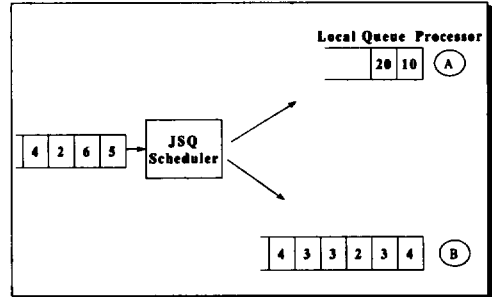 Local Queue Processor
20 10 A
4 2 6 5
JSQ
Scheduler
4 3 3 2 3 4 B